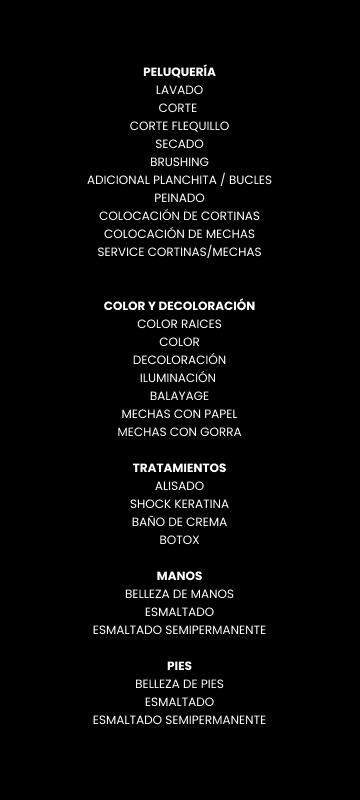 PELUQUERÍA
LAVADO
CORTE
CORTE FLEQUILLO
SECADO
BRUSHING
ADICIONAL PLANCHITA / BUCLES
PEINADO
COLOCACIÓN DE CORTINAS
COLOCACIÓN DE MECHAS
SERVICE CORTINAS/MECHAS
COLOR Y DECOLORACIÓN
COLOR RAICES
COLOR
DECOLORACIÓN
ILUMINACIÓN
BALAYAGE
MECHAS CON PAPEL
MECHAS CON GORRA
TRATAMIENTOS
ALISADO
SHOCK KERATINA
BAÑO DE CREMA
BOTOX
MANOS
BELLEZA DE MANOS
ESMALTADO
ESMALTADO SEMIPERMANENTE
PIES
BELLEZA DE PIES
ESMALTADO
ESMALTADO SEMIPERMANENTE